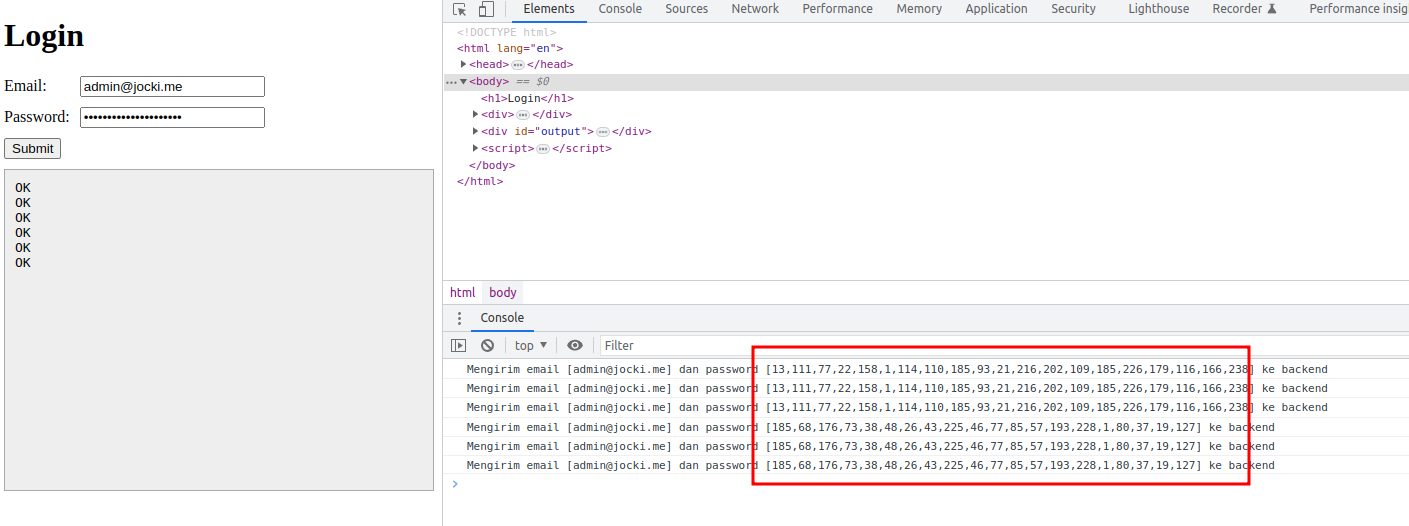 Login
Email: admin@jocki.me
Password: •••••••••••••••••••••
Submit
OK
OK
OK
OK
OK
OK
Elements Console Sources Network Performance Memory Application Security Lighthouse Recorder Performance insig
<!DOCTYPE html>
<html lang="en">
<head>…</head>
…<body> == $0
<h1>Login</h1>
<div>…</div>
<div id="output">…</div>
<script>…</script>
</body>
</html>
html body
Console
top Filter
Mengirim email [admin@jocki.me] dan password [13,111,77,22,158,1,114,110,185,93,21,216,202,109,185,226,179,116,166,238] ke backend
Mengirim email [admin@jocki.me] dan password [13,111,77,22,158,1,114,110,185,93,21,216,202,109,185,226,179,116,166,238] ke backend
Mengirim email [admin@jocki.me] dan password [13,111,77,22,158,1,114,110,185,93,21,216,202,109,185,226,179,116,166,238] ke backend
Mengirim email [admin@jocki.me] dan password [185,68,176,73,38,48,26,43,225,46,77,85,57,193,228,1,80,37,19,127] ke backend
Mengirim email [admin@jocki.me] dan password [185,68,176,73,38,48,26,43,225,46,77,85,57,193,228,1,80,37,19,127] ke backend
Mengirim email [admin@jocki.me] dan password [185,68,176,73,38,48,26,43,225,46,77,85,57,193,228,1,80,37,19,127] ke backend